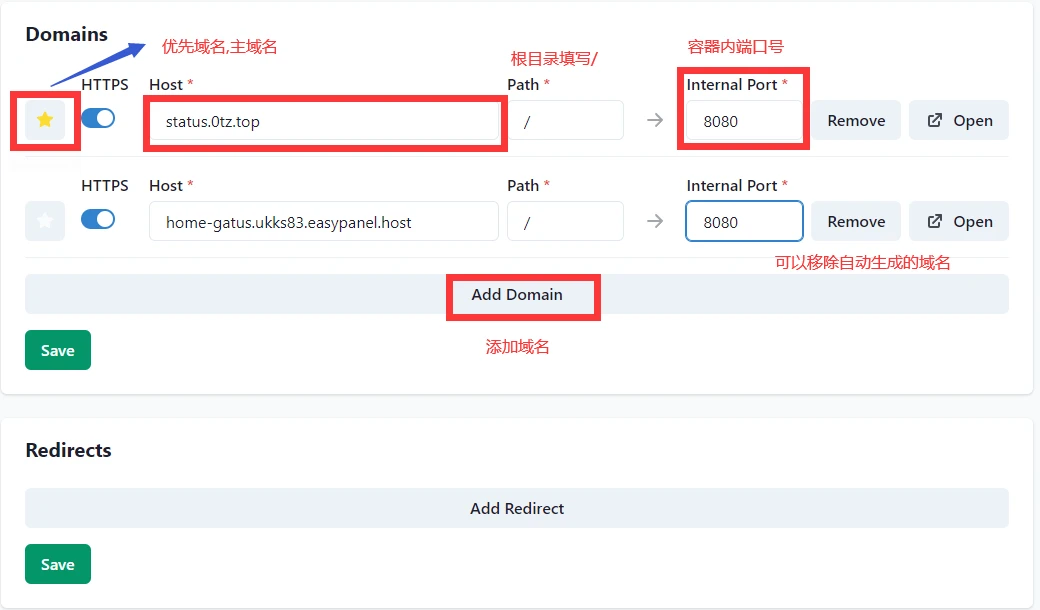 Domains
优先域名,主域名
根目录填写/
容器内端口号
HTTPS Host * Path * Internal Port *
status.0tz.top / 8080 Remove Open
HTTPS Host * Path * Internal Port *
home-gatus.ukks83.easypanel.host / 8080 Remove Open
可以移除自动生成的域名
Add Domain
添加域名
Save
Redirects
Add Redirect
Save